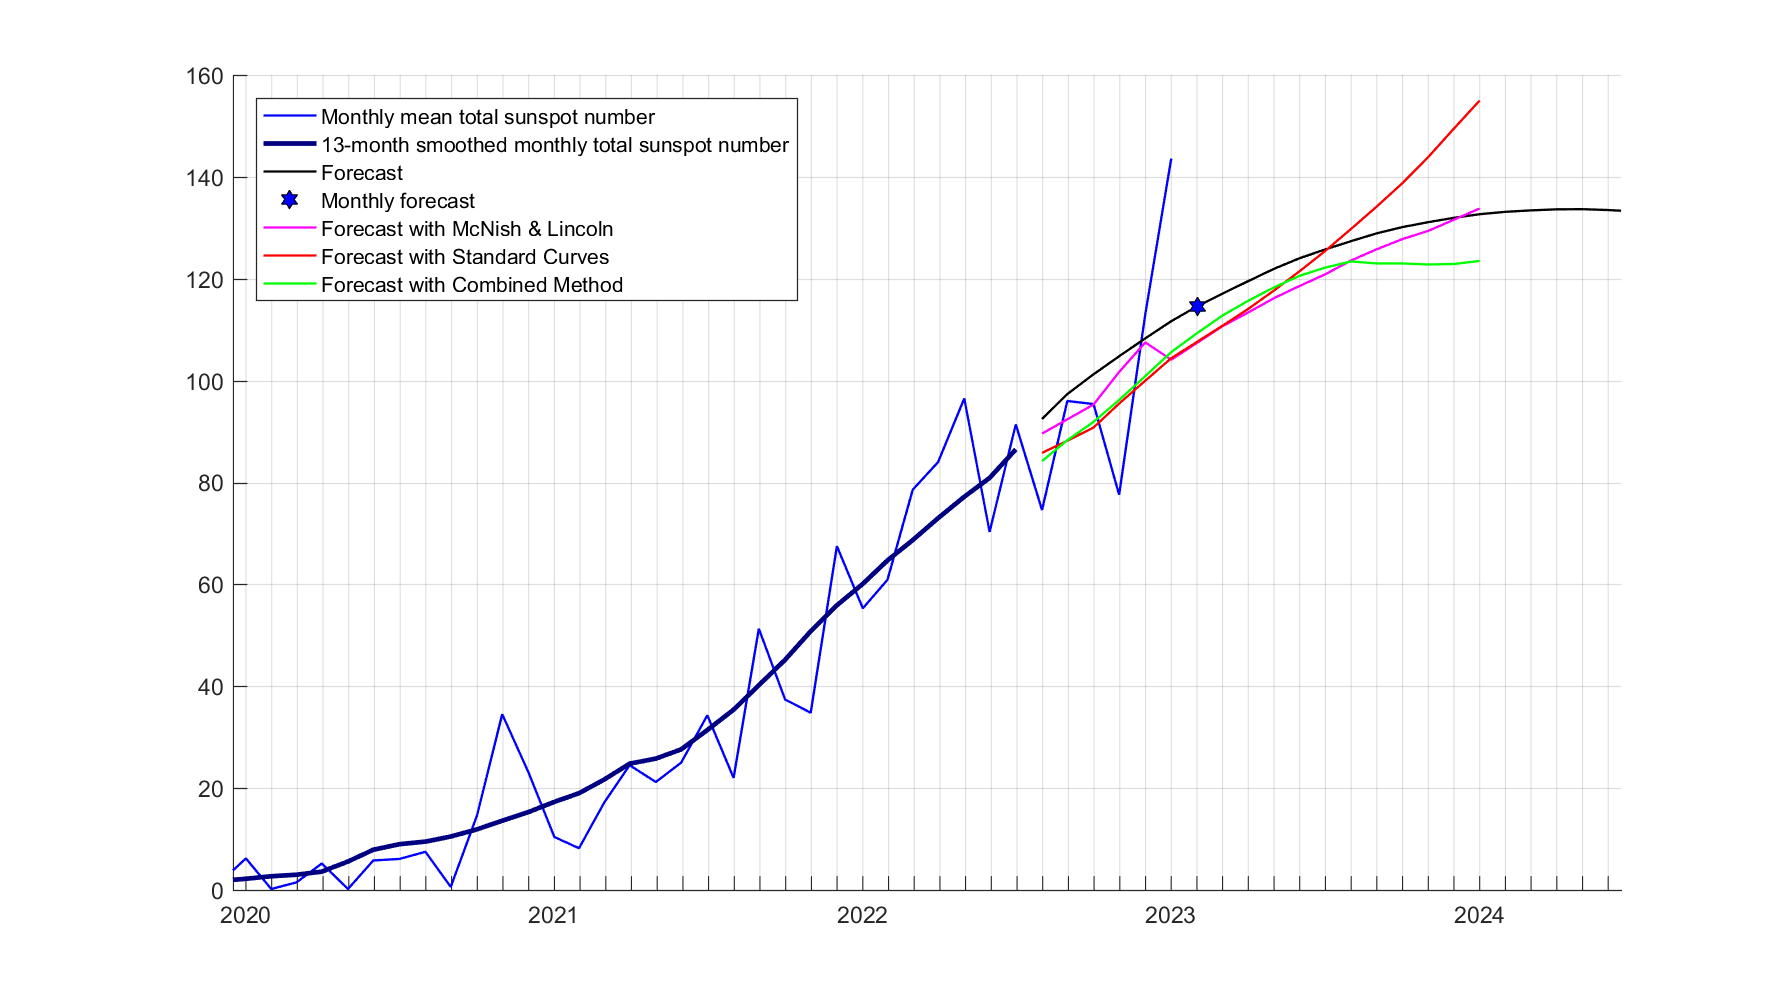 160
140
120
100
80
60
40
20
0
Monthly mean total sunspot number
13-month smoothed monthly total sunspot number
Forecast
Monthly forecast
Forecast with McNish & Lincoln
Forecast with Standard Curves
Forecast with Combined Method
2020 2021 2022 2023 2024